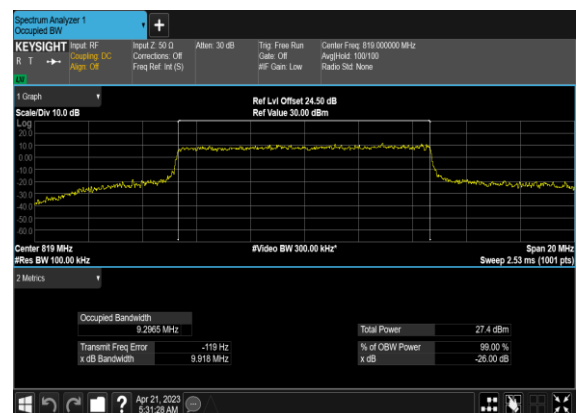 Spectrum Analyzer 1
Occupied BW
+
KEYSIGHT Input: RF Input Z: 50 Ω Atten: 30 dB Trig: Free Run Center Freq: 819.000000 MHz
R T Coupling: DC Corrections: Off Gate: Off Avg|Hold: 100/100
Align: Off Freq Ref: Int (S) #IF Gain: Low Radio Std: None
1 Graph
Ref Lvl Offset 24.50 dB
Scale/Div 10.0 dB Ref Value 30.00 dBm
Log
20.0
10.0
0.00
-10.0
-20.0
-30.0
-40.0
-50.0
-60.0
Center 819 MHz #Video BW 300.00 kHz* Span 20 MHz
#Res BW 100.00 kHz Sweep 2.53 ms (1001 pts)
2 Metrics
Occupied Bandwidth
9.2965 MHz Total Power 27.4 dBm
Transmit Freq Error -119 Hz % of OBW Power 99.00 %
x dB Bandwidth 9.918 MHz x dB -26.00 dB
? Apr 21, 2023
5:31:28 AM